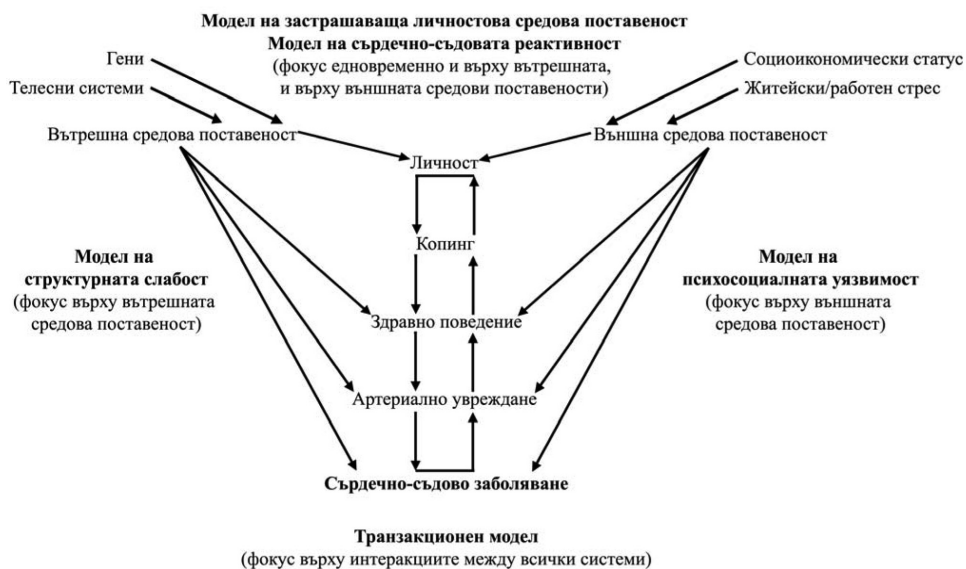 Модел на застрашаваща личностова средова поставеност
Модел на сърдечно-съдовата реактивност
(фокус едновременно и върху вътрешната,
и върху външната средови поставености)
Гени
Телесни системи
Социоикономически статус
Житейски/работен стрес
Вътрешна средова поставеност
Външна средова поставеност
Личност
Копинг
Модел на
структурната слабост
(фокус върху вътрешната
средова поставеност)
Модел на
психосоциалната уязвимост
(фокус върху външната
средова поставеност)
Здравно поведение
Артериално увреждане
Сърдечно-съдово заболяване
Транзакционен модел
(фокус върху интеракциите между всички системи)